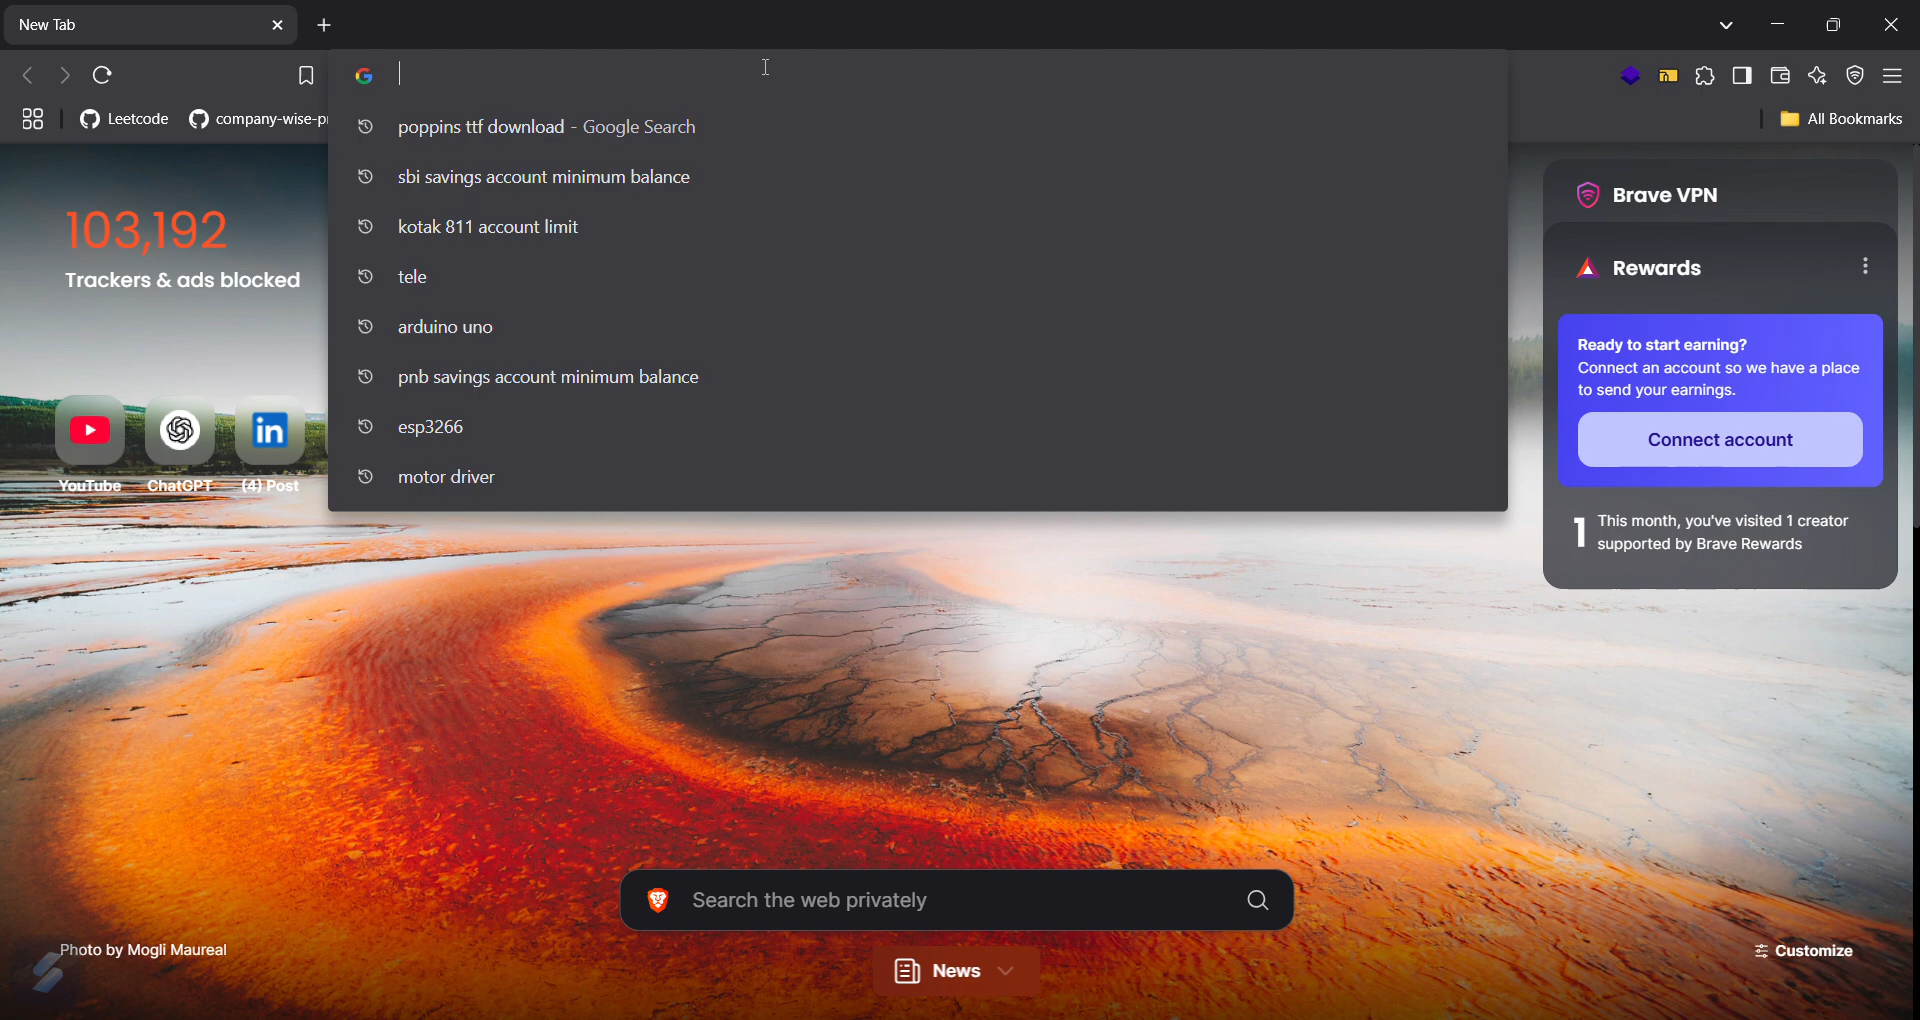 New Tab
Leetcode
company-wise-pr
All Bookmarks
poppins ttf download - Google Search
sbi savings account minimum balance
kotak 811 account limit
tele
arduino uno
pnb savings account minimum balance
esp3266
motor driver
103,192
Trackers & ads blocked
YouTube
ChatGPT
(4) Post
Brave VPN
Rewards
Ready to start earning?
Connect an account so we have a place
to send your earnings.
Connect account
1
This month, you've visited 1 creator
supported by Brave Rewards
Search the web privately
Photo by Mogli Maureal
News
Customize